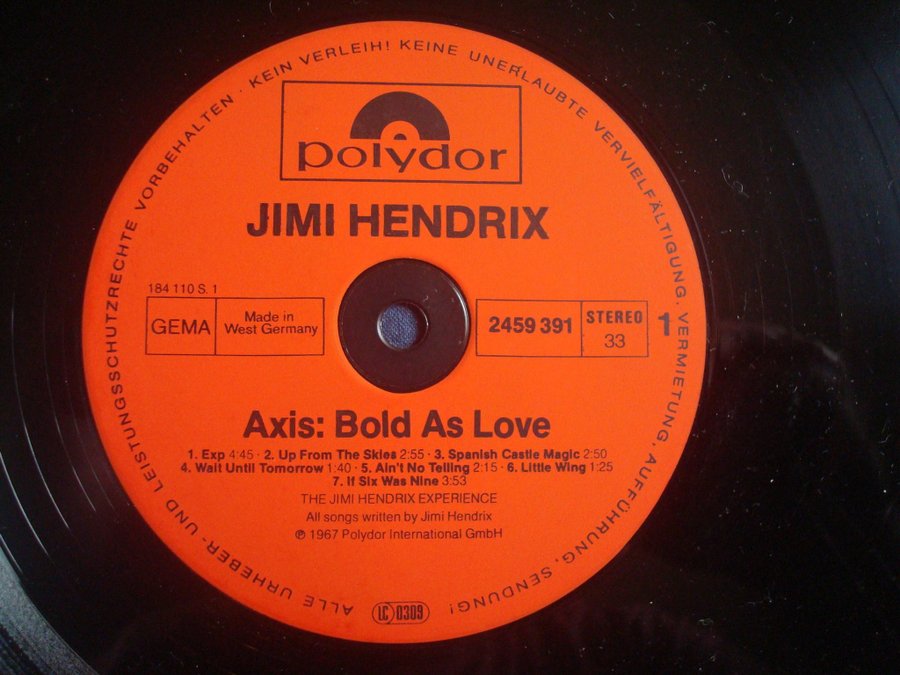 ALLE URHEBER- UND LEISTUNGSSCHUTZRECHTE VORBEHALTEN · KEIN VERLEIH! KEINE UNERLAUBTE VERVIELFÄLTIGUNG, VERMIETUNG, AUFFÜHRUNG, SENDUNG!
polydor
JIMI HENDRIX
184 110 S. 1
GEMA
Made in
West Germany
2459 391
STEREO
33
1
Axis: Bold As Love
1. Exp 4:45 · 2. Up From The Skies 2:55 · 3. Spanish Castle Magic 2:50
4. Wait Until Tomorrow 1:40 · 5. Ain't No Telling 2:15 · 6. Little Wing 1:25
7. If Six Was Nine 3:53
THE JIMI HENDRIX EXPERIENCE
All songs written by Jimi Hendrix
℗ 1967 Polydor International GmbH
LC 0309